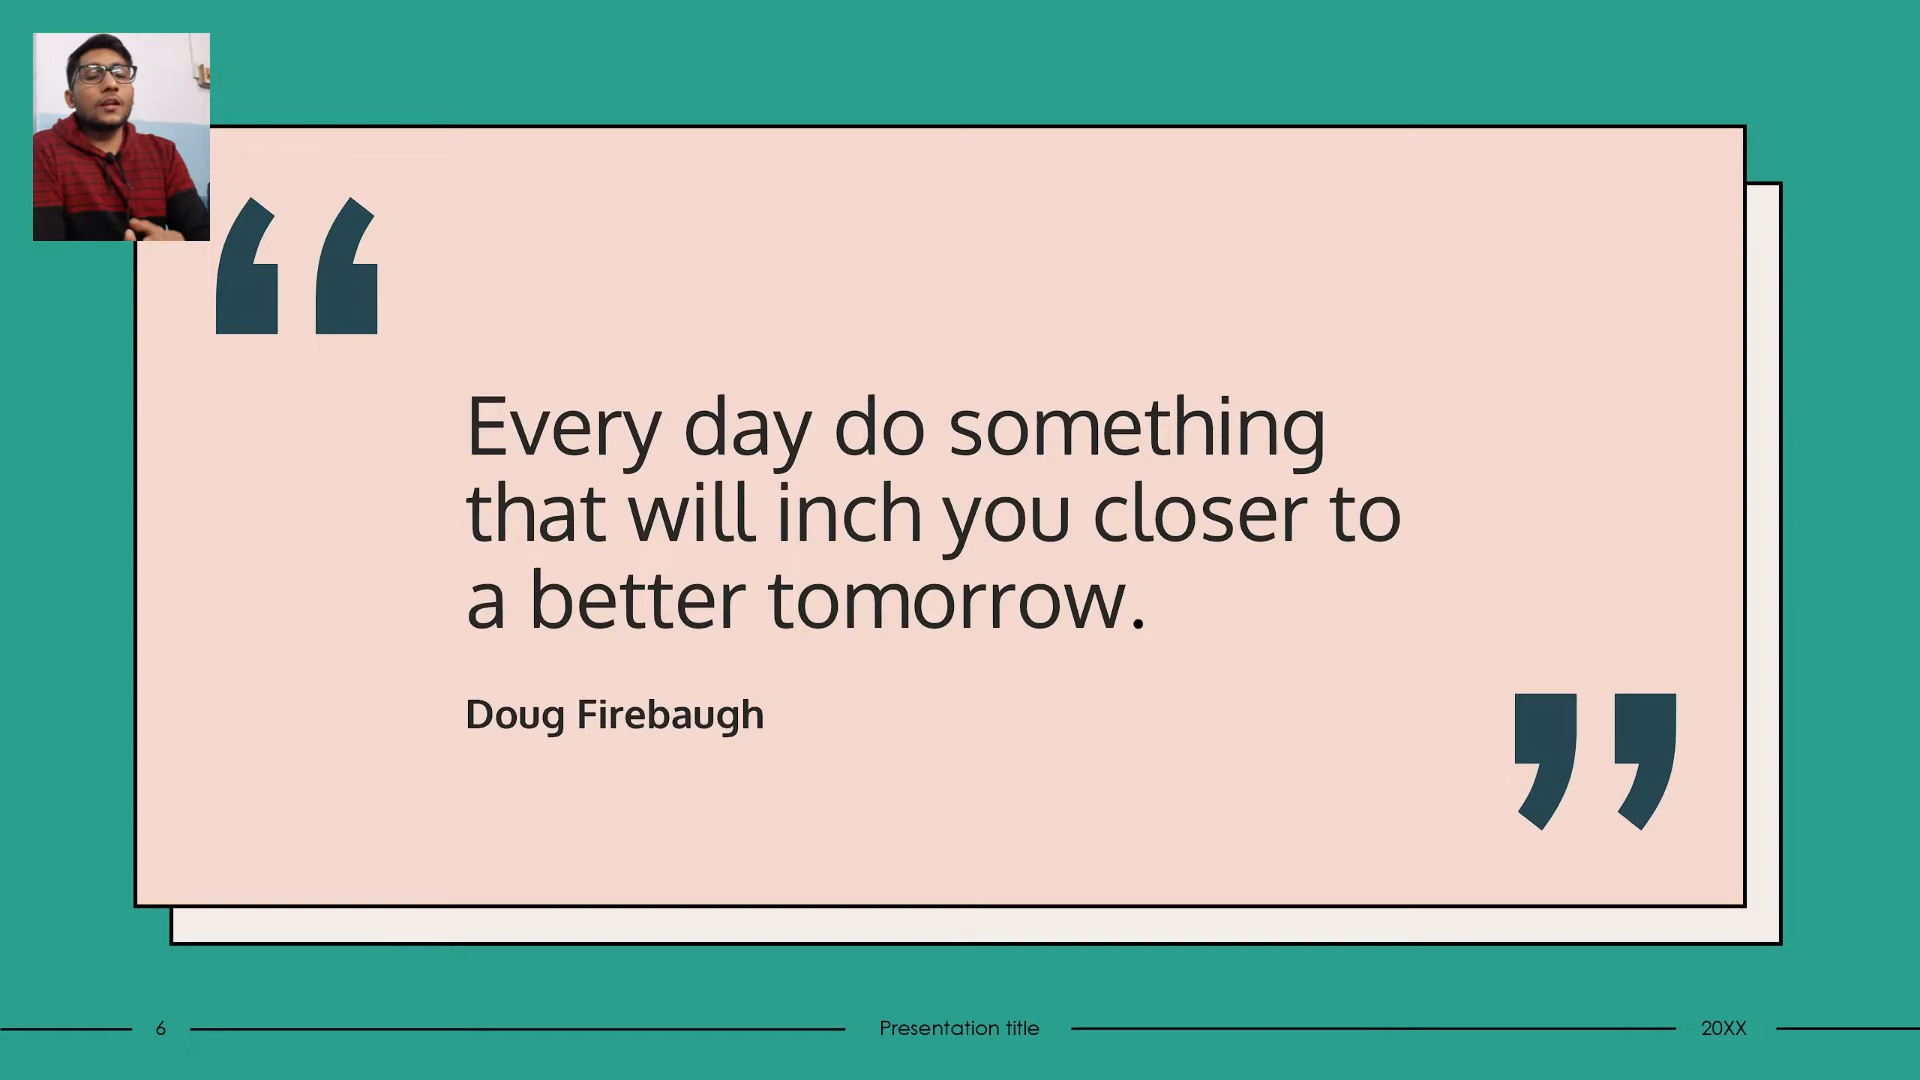 “
Every day do something
that will inch you closer to
a better tomorrow.
Doug Firebaugh
”
6
Presentation title
20XX